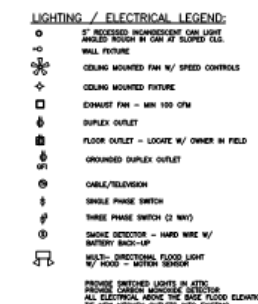 LIGHTING / ELECTRICAL LEGEND:
5" RECESSED INCANDESCENT CAN LIGHT
ANGLED ROUGH IN CAN AT SLOPED CLG.
WALL FIXTURE
CEILING MOUNTED FAN W/ SPEED CONTROLS
CEILING MOUNTED FIXTURE
EXHAUST FAN - MIN 100 CFM
DUPLEX OUTLET
FLOOR OUTLET - LOCATE W/ OWNER IN FIELD
GFI GROUNDED DUPLEX OUTLET
CABLE/TELEVISION
SINGLE PHASE SWITCH
THREE PHASE SWITCH (2 WAY)
SMOKE DETECTOR - HARD WIRE W/
BATTERY BACK-UP
MULTI- DIRECTIONAL FLOOD LIGHT
W/ HOOD - MOTION SENSOR
PROVIDE SWITCHED LIGHTS IN ATTIC
PROVIDE CARBON MONOXIDE DETECTOR
ALL ELECTRICAL ABOVE THE BASE FLOOD